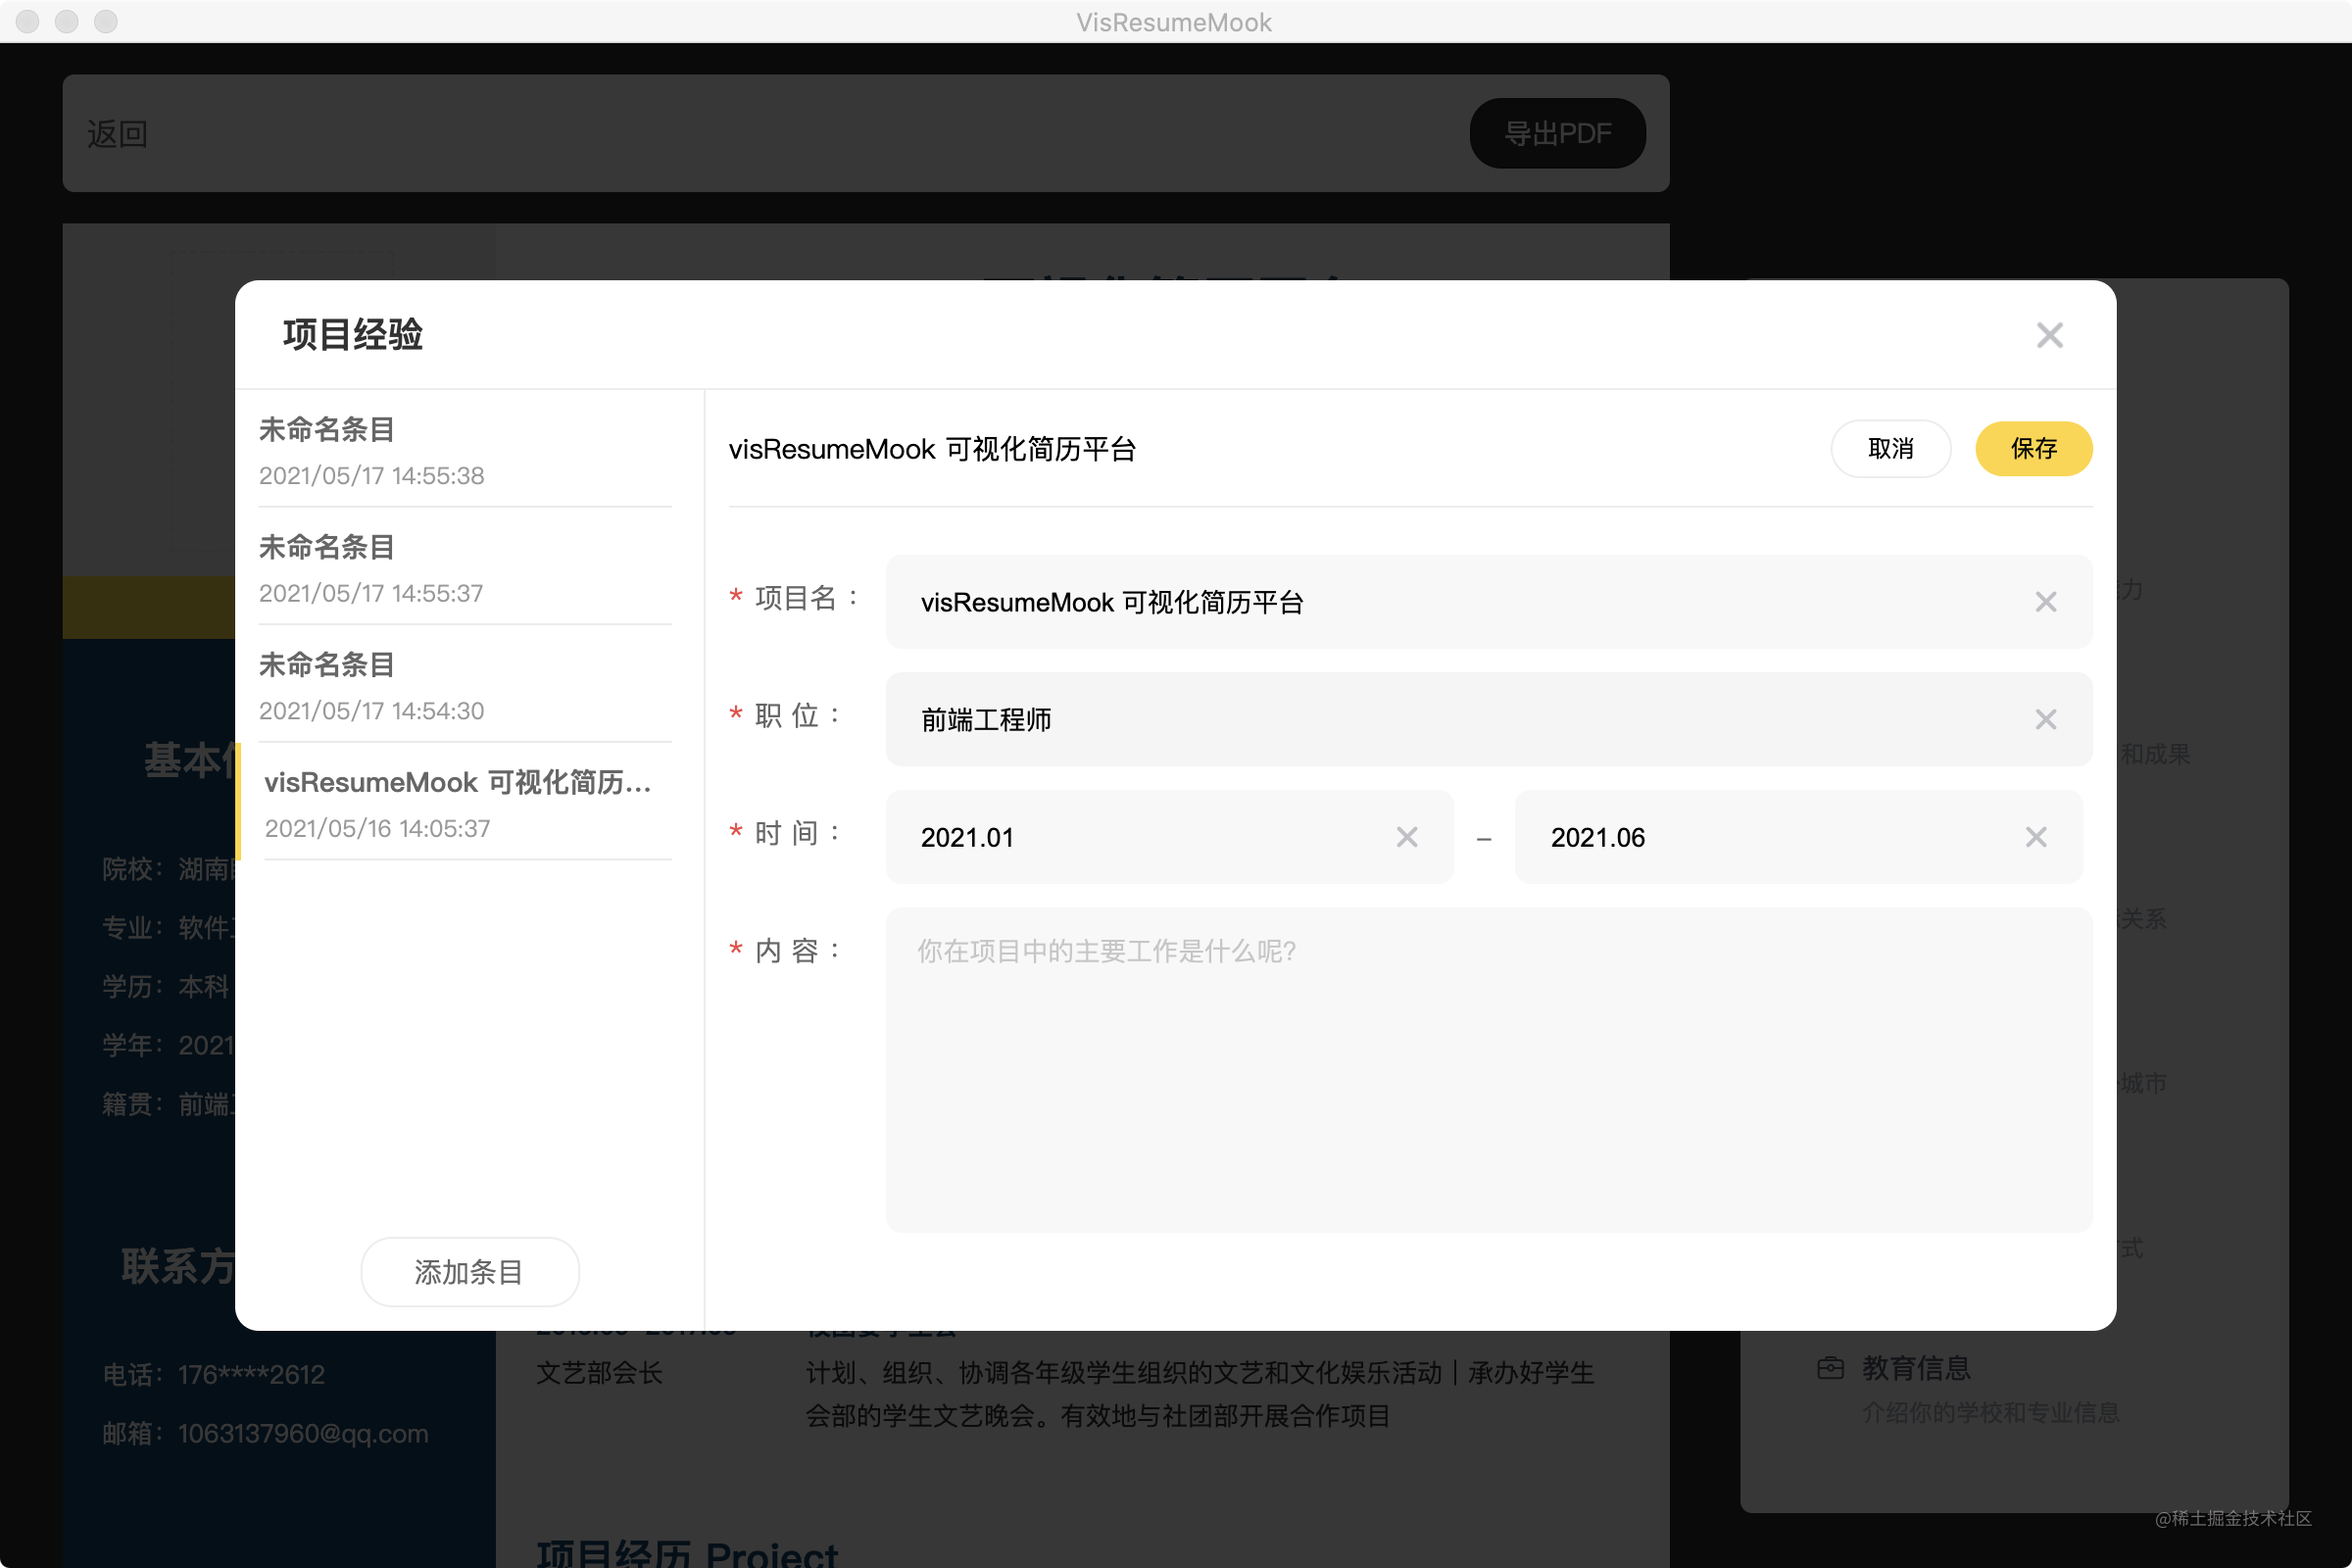 VisResumeMook
返回
导出PDF
项目经验
未命名条目
2021/05/17 14:55:38
未命名条目
2021/05/17 14:55:37
未命名条目
2021/05/17 14:54:30
visResumeMook 可视化简历...
2021/05/16 14:05:37
添加条目
visResumeMook 可视化简历平台
取消
保存
* 项目名：
visResumeMook 可视化简历平台
* 职 位：
前端工程师
* 时 间：
2021.01
–
2021.06
* 内 容：
你在项目中的主要工作是什么呢?
基本
院校：湖南
专业：软件
学历：本科
学年：2021
籍贯：前端
联系方
电话：176****2612
邮箱：1063137960@qq.com
文艺部会长
计划、组织、协调各年级学生组织的文艺和文化娱乐活动｜承办好学生
会部的学生文艺晚会。有效地与社团部开展合作项目
项目经历 Project
力
和成果
关系
城市
式
教育信息
介绍你的学校和专业信息
@稀土掘金技术社区